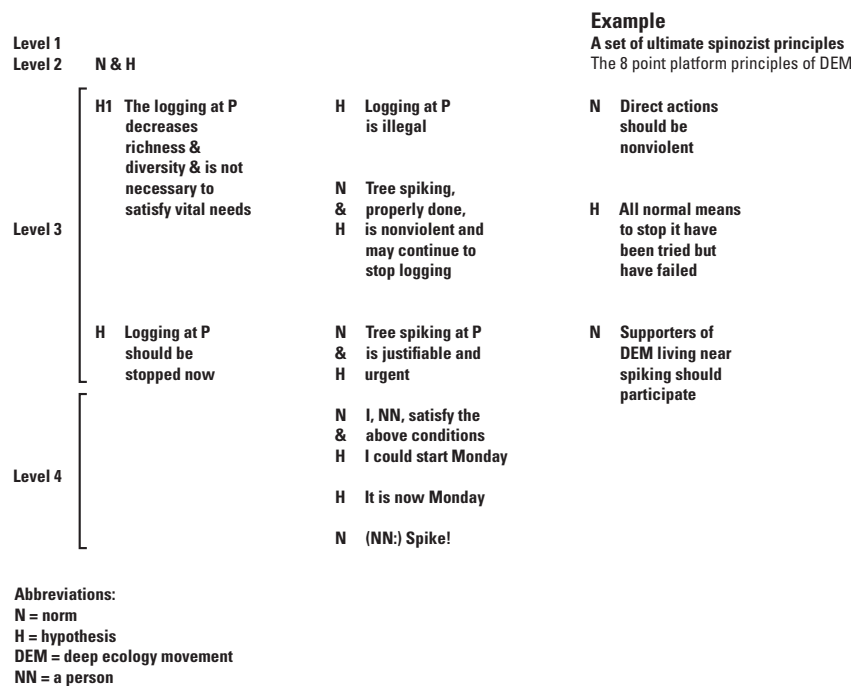 Example
Level 1
A set of ultimate spinozist principles
Level 2 N & H
The 8 point platform principles of DEM
Level 3
H1 The logging at P
decreases
richness &
diversity & is not
necessary to
satisfy vital needs
H Logging at P
is illegal
N Direct actions
should be
nonviolent
N Tree spiking,
& properly done,
H is nonviolent and
may continue to
stop logging
H All normal means
to stop it have
been tried but
have failed
H Logging at P
should be
stopped now
N Tree spiking at P
& is justifiable and
H urgent
N Supporters of
DEM living near
spiking should
participate
Level 4
N I, NN, satisfy the
& above conditions
H I could start Monday
H It is now Monday
N (NN:) Spike!
Abbreviations:
N = norm
H = hypothesis
DEM = deep ecology movement
NN = a person